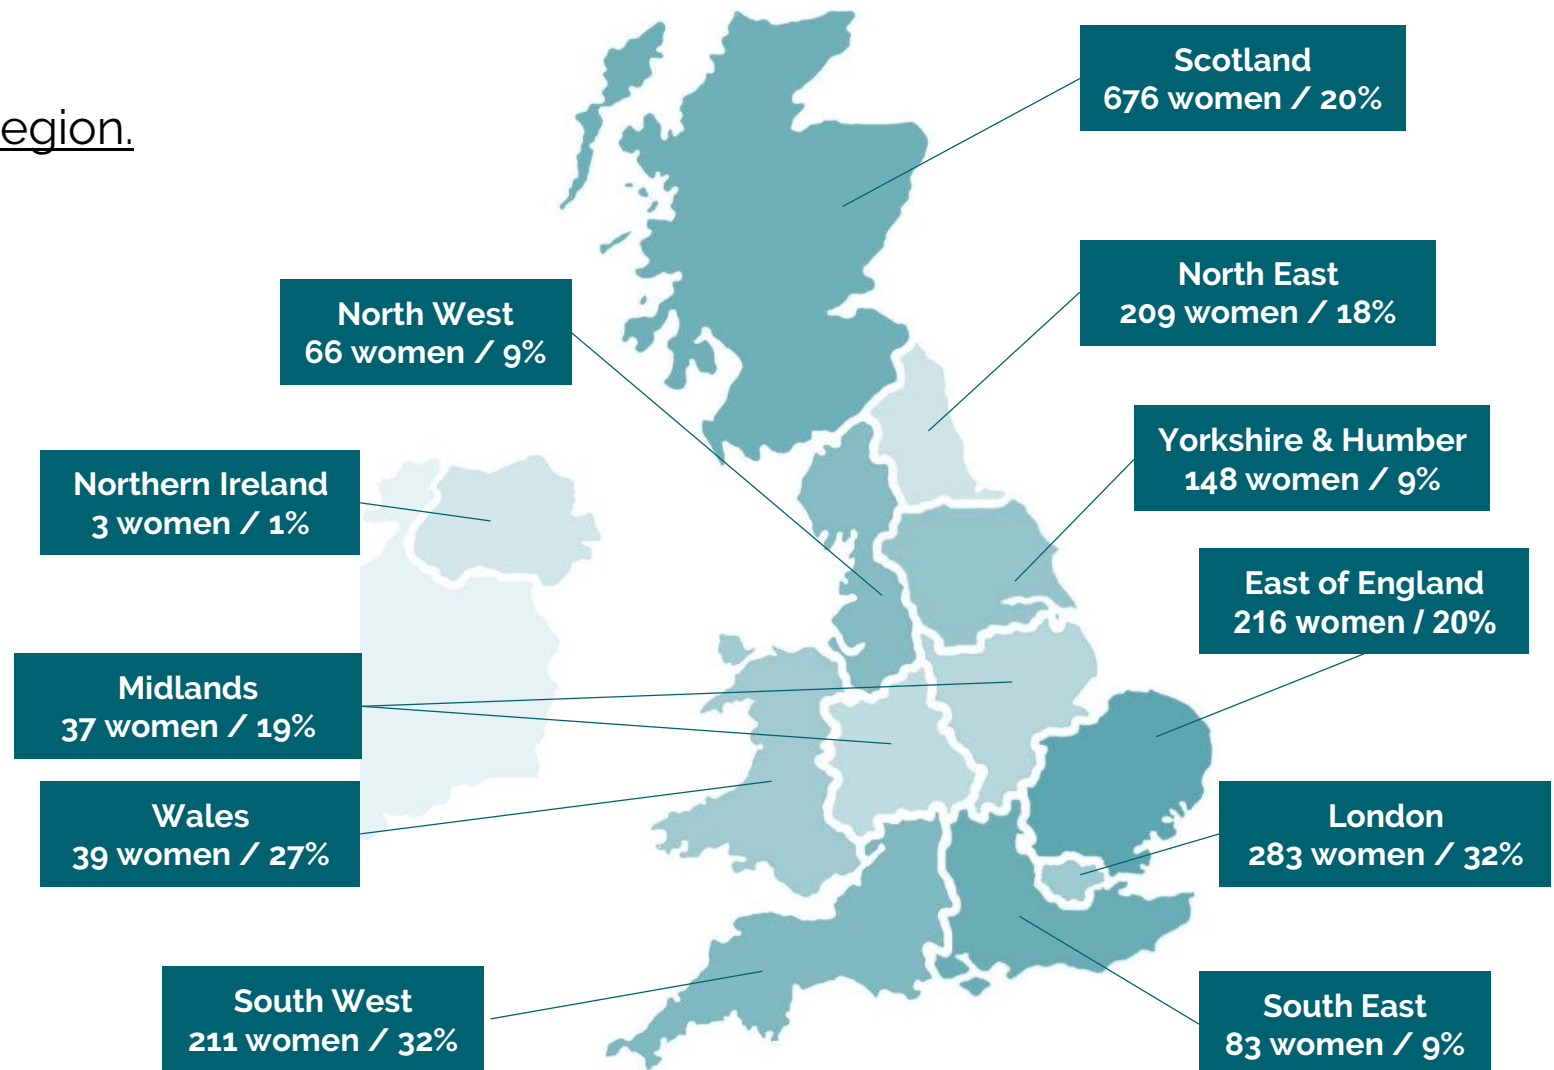 egion.
Scotland
676 women / 20%
North East
209 women / 18%
North West
66 women / 9%
Yorkshire & Humber
148 women / 9%
Northern Ireland
3 women / 1%
East of England
216 women / 20%
Midlands
37 women / 19%
Wales
39 women / 27%
London
283 women / 32%
South West
211 women / 32%
South East
83 women / 9%